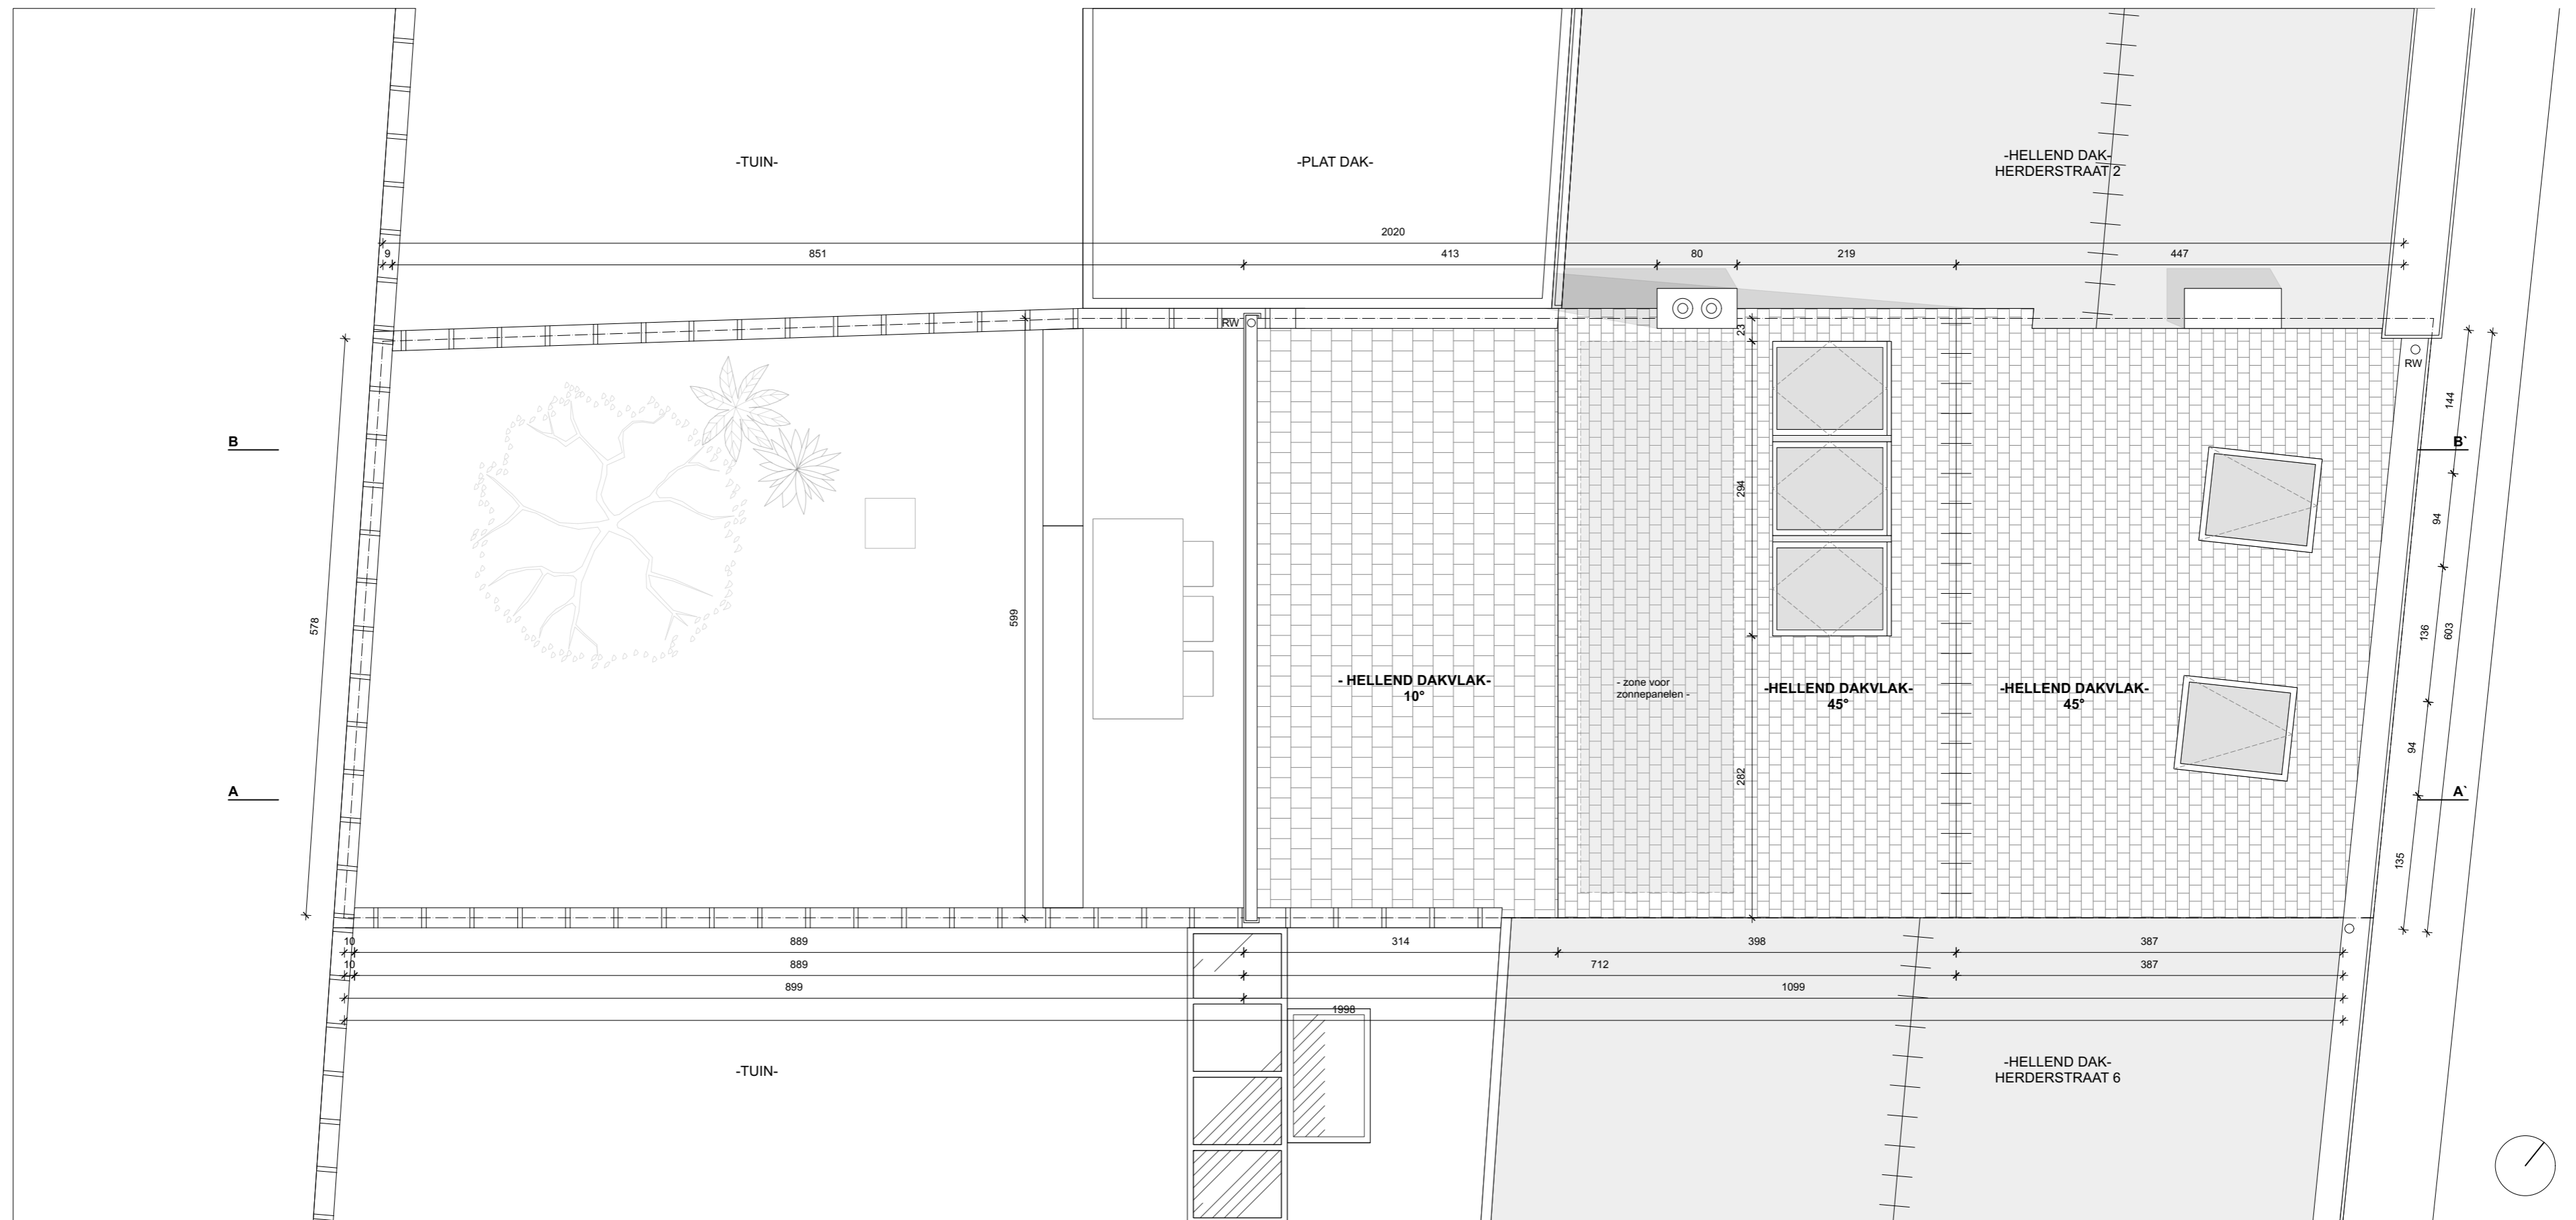 -TUIN-
-PLAT DAK-
-HELLEND DAK-
HERDERSTRAAT 2
2020
9
851
413
80
219
447
RW
23
RW
144
B
B`
294
94
578
599
136
603
- HELLEND DAKVLAK-
10°
- zone voor
zonnepanelen -
-HELLEND DAKVLAK-
45°
-HELLEND DAKVLAK-
45°
94
282
A
A`
135
10
889
314
398
387
10
889
712
387
899
1099
1998
-TUIN-
-HELLEND DAK-
HERDERSTRAAT 6